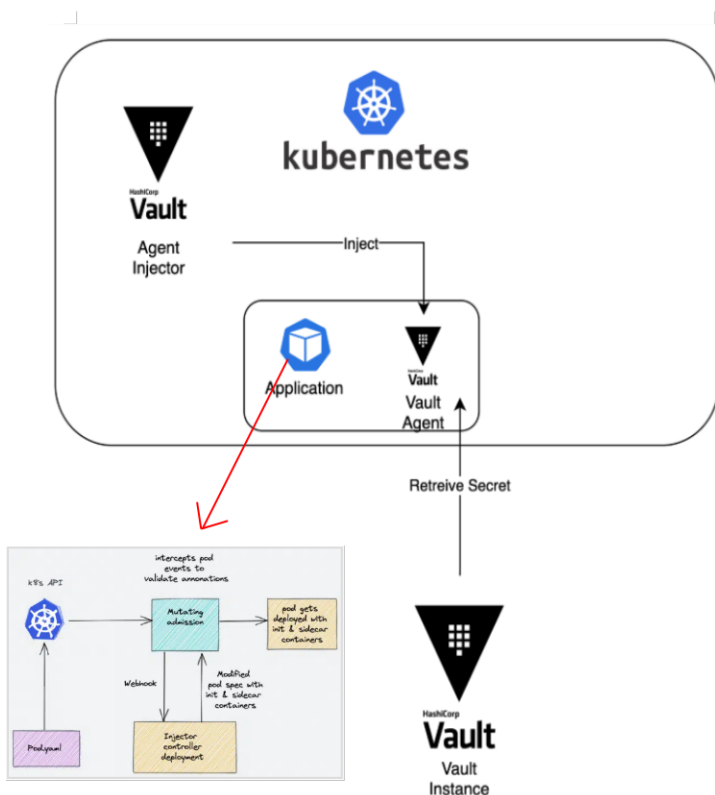 kubernetes
HashiCorp
Vault
Agent
Injector
Inject
Application
HashiCorp
Vault
Vault
Agent
Retreive Secret
intercepts pod
events to
validate annonations
k8s API
Mutating
admission
pod gets
deployed with
init & sidecar
containers
Webhook
Modified
pod spec with
init & sidecar
containers
Pod.yaml
Injector
controller
deployment
HashiCorp
Vault
Vault
Instance